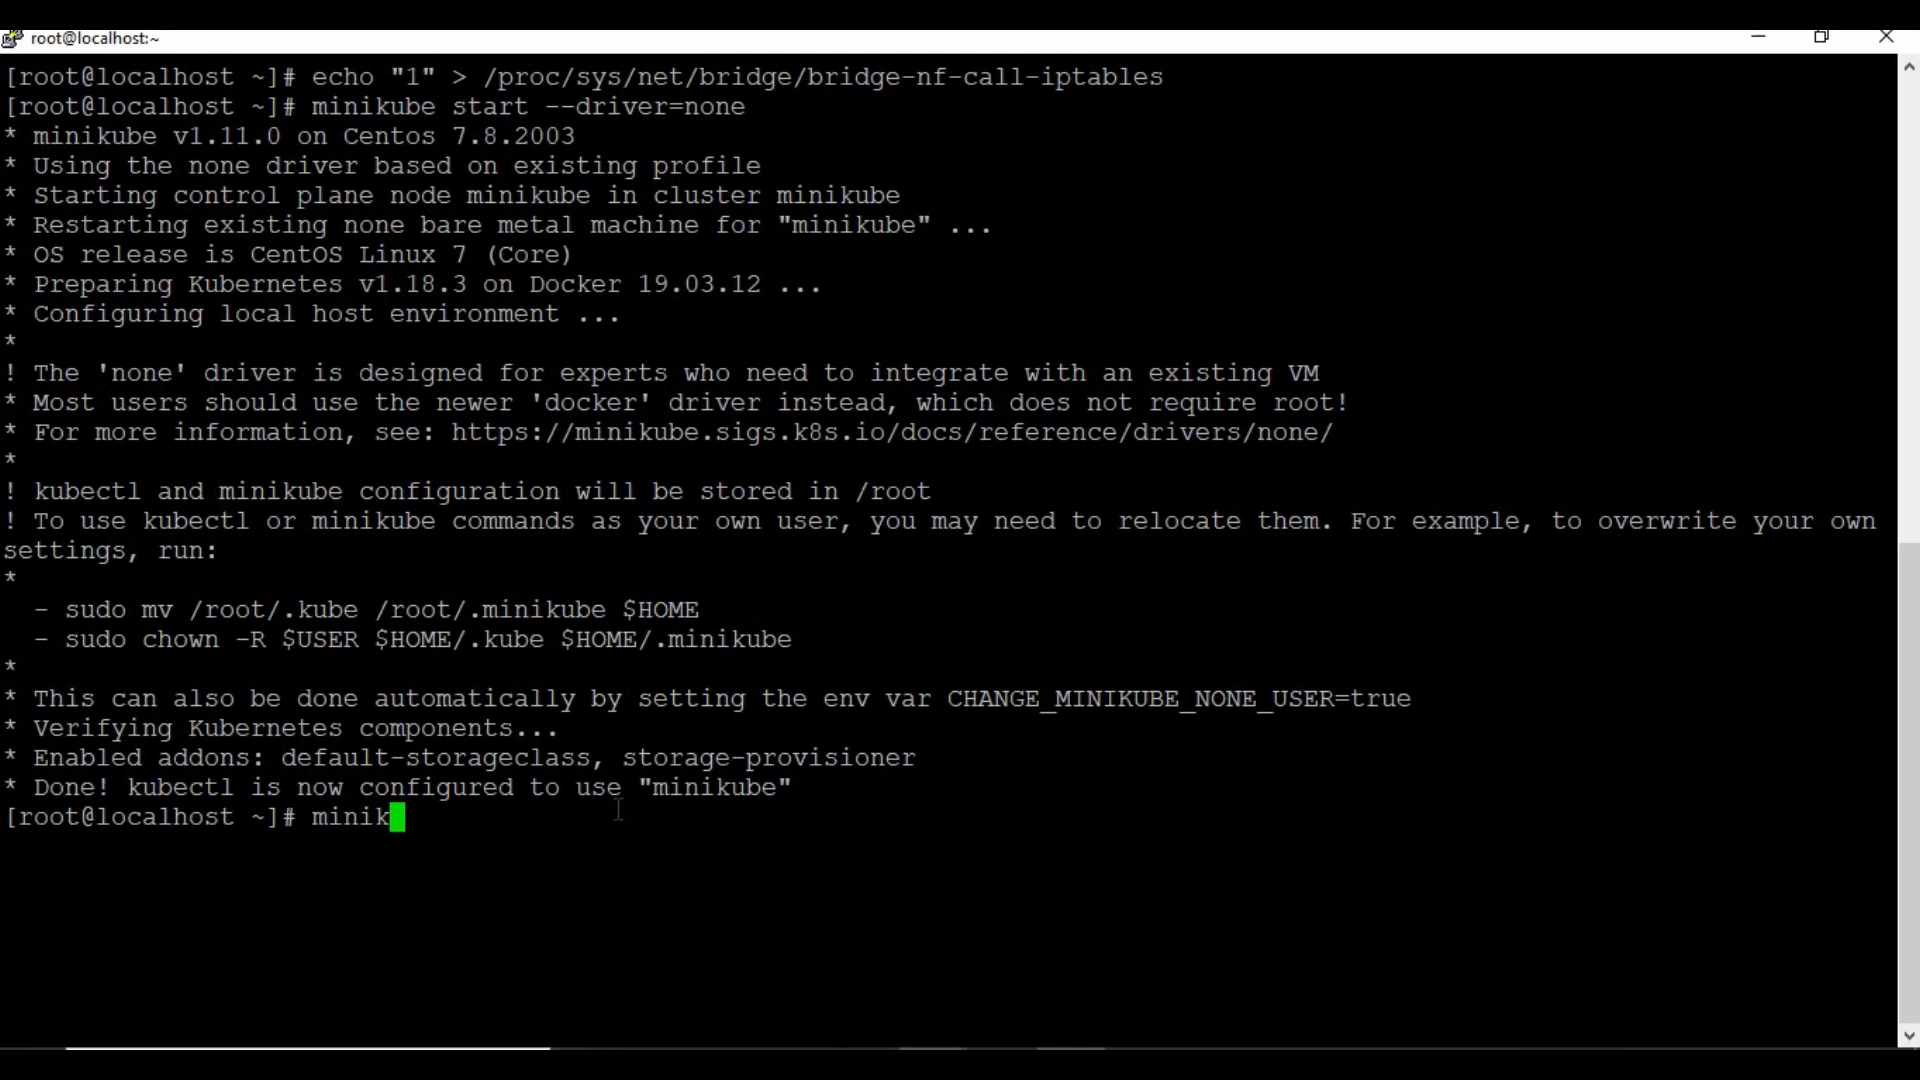 root@localhost:~
[root@localhost ~]# echo "1" > /proc/sys/net/bridge/bridge-nf-call-iptables
[root@localhost ~]# minikube start --driver=none
* minikube v1.11.0 on Centos 7.8.2003
* Using the none driver based on existing profile
* Starting control plane node minikube in cluster minikube
* Restarting existing none bare metal machine for "minikube" ...
* OS release is CentOS Linux 7 (Core)
* Preparing Kubernetes v1.18.3 on Docker 19.03.12 ...
* Configuring local host environment ...
*
! The 'none' driver is designed for experts who need to integrate with an existing VM
* Most users should use the newer 'docker' driver instead, which does not require root!
* For more information, see: https://minikube.sigs.k8s.io/docs/reference/drivers/none/
*
! kubectl and minikube configuration will be stored in /root
! To use kubectl or minikube commands as your own user, you may need to relocate them. For example, to overwrite your own
settings, run:
*
  - sudo mv /root/.kube /root/.minikube $HOME
  - sudo chown -R $USER $HOME/.kube $HOME/.minikube
*
* This can also be done automatically by setting the env var CHANGE_MINIKUBE_NONE_USER=true
* Verifying Kubernetes components...
* Enabled addons: default-storageclass, storage-provisioner
* Done! kubectl is now configured to use "minikube"
[root@localhost ~]# minik